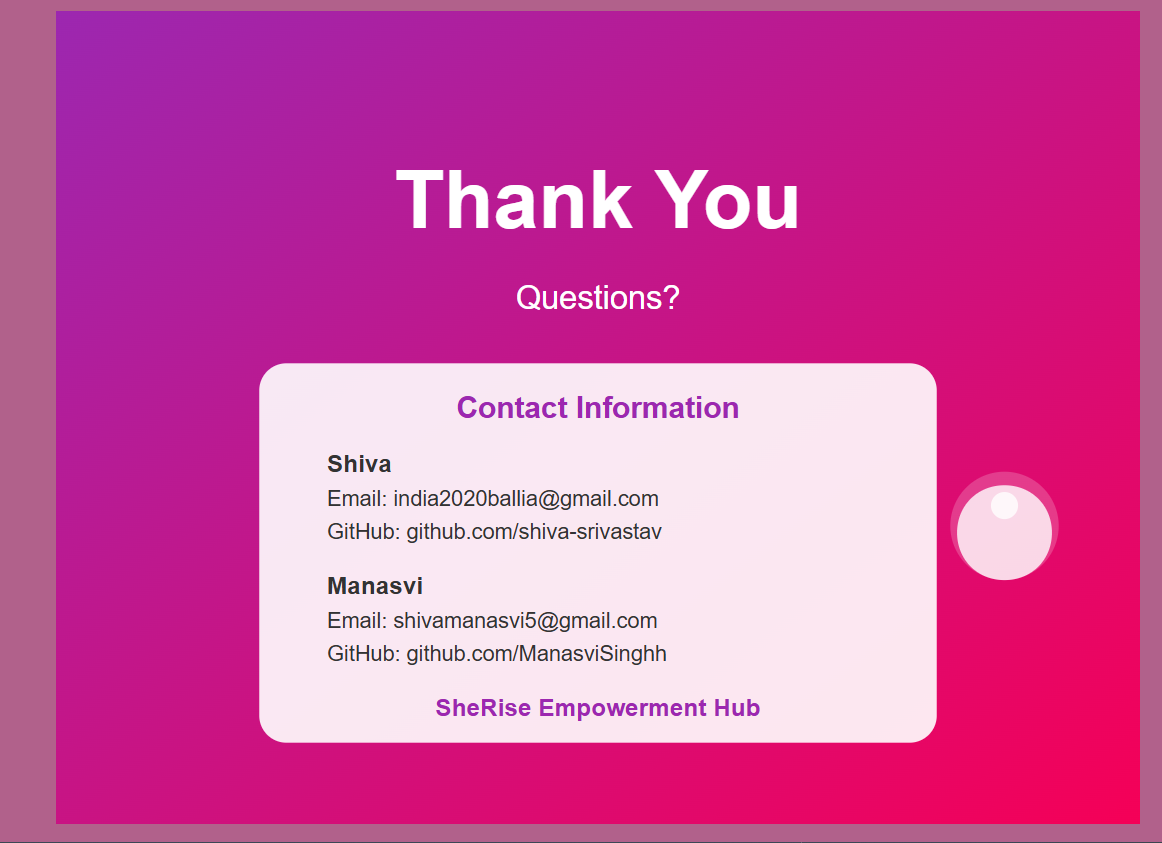 Thank You
Questions?
Contact Information
Shiva
Email: india2020ballia@gmail.com
GitHub: github.com/shiva-srivastav
Manasvi
Email: shivamanasvi5@gmail.com
GitHub: github.com/ManasviSinghh
SheRise Empowerment Hub